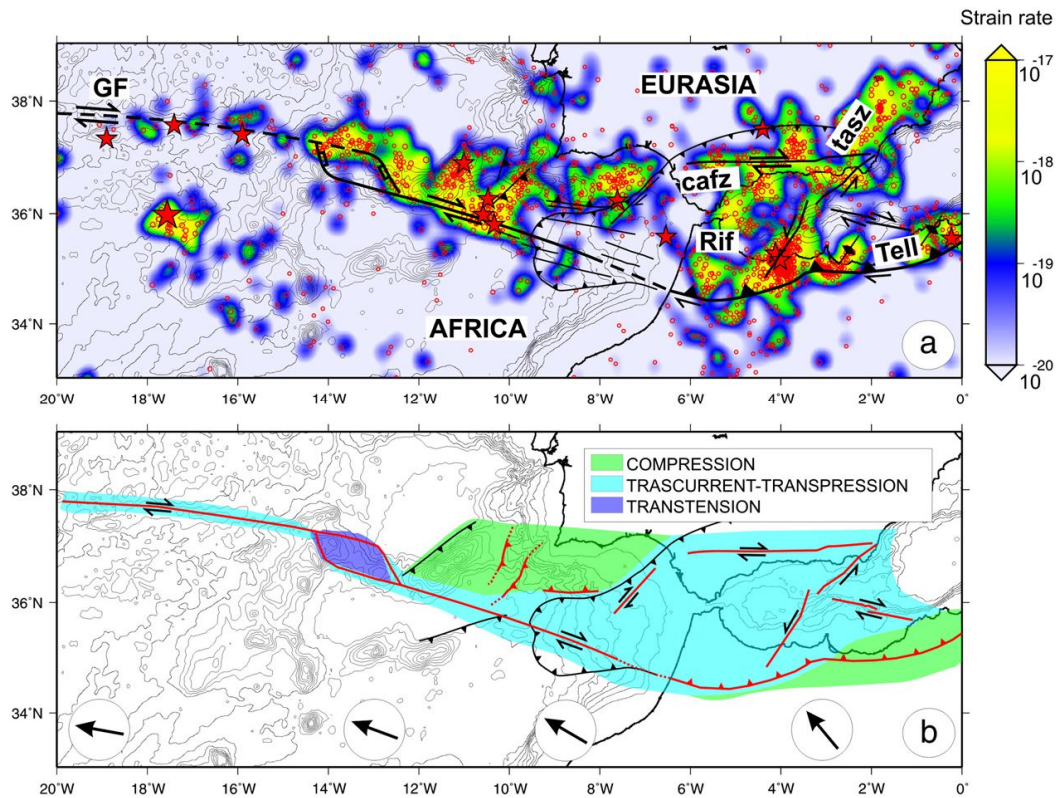 Strain rate
10 -17
-18
-19
10 -20
38°N
36°N
34°N
GF
EURASIA
tasz
cafz
Rif
Tell
AFRICA
a
20°W 18°W 16°W 14°W 12°W 10°W 8°W 6°W 4°W 2°W 0°
COMPRESSION
TRASCURRENT-TRANSPRESSION
TRANSTENSION
38°N
36°N
34°N
b
20°W 18°W 16°W 14°W 12°W 10°W 8°W 6°W 4°W 2°W 0°